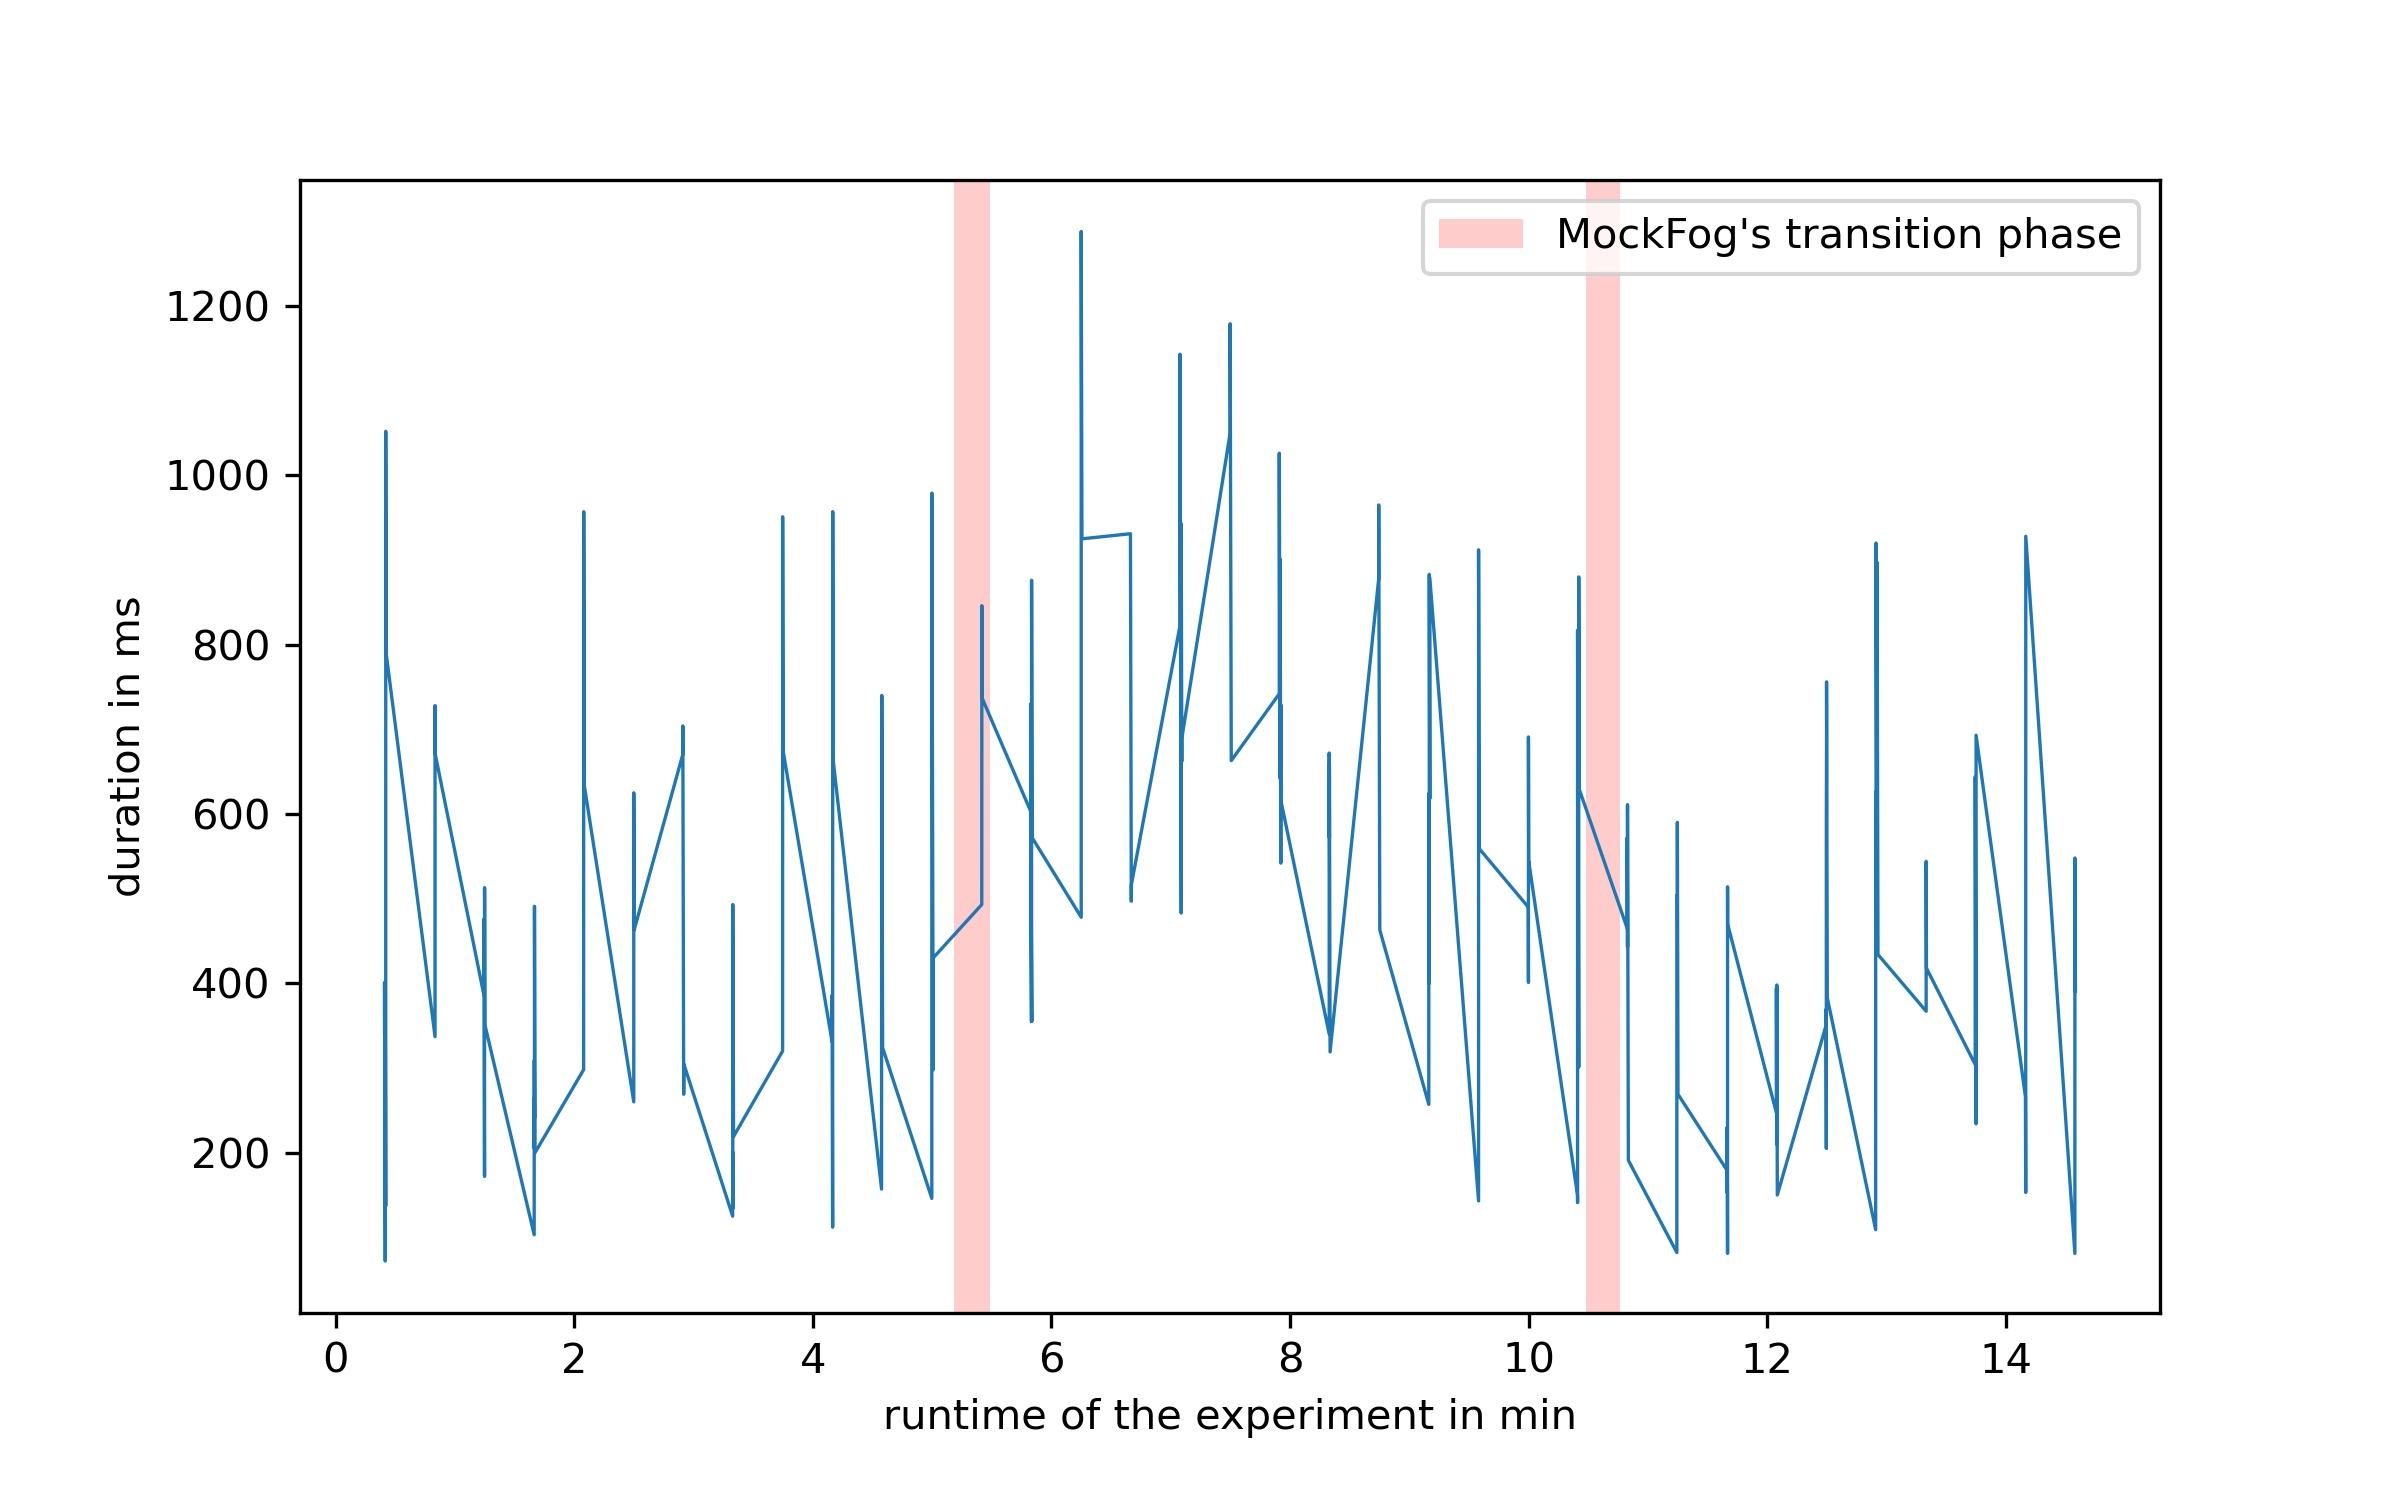 MockFog's transition phase
1200
1000
800
600
400
200
duration in ms
0 2 4 6 8 10 12 14
runtime of the experiment in min